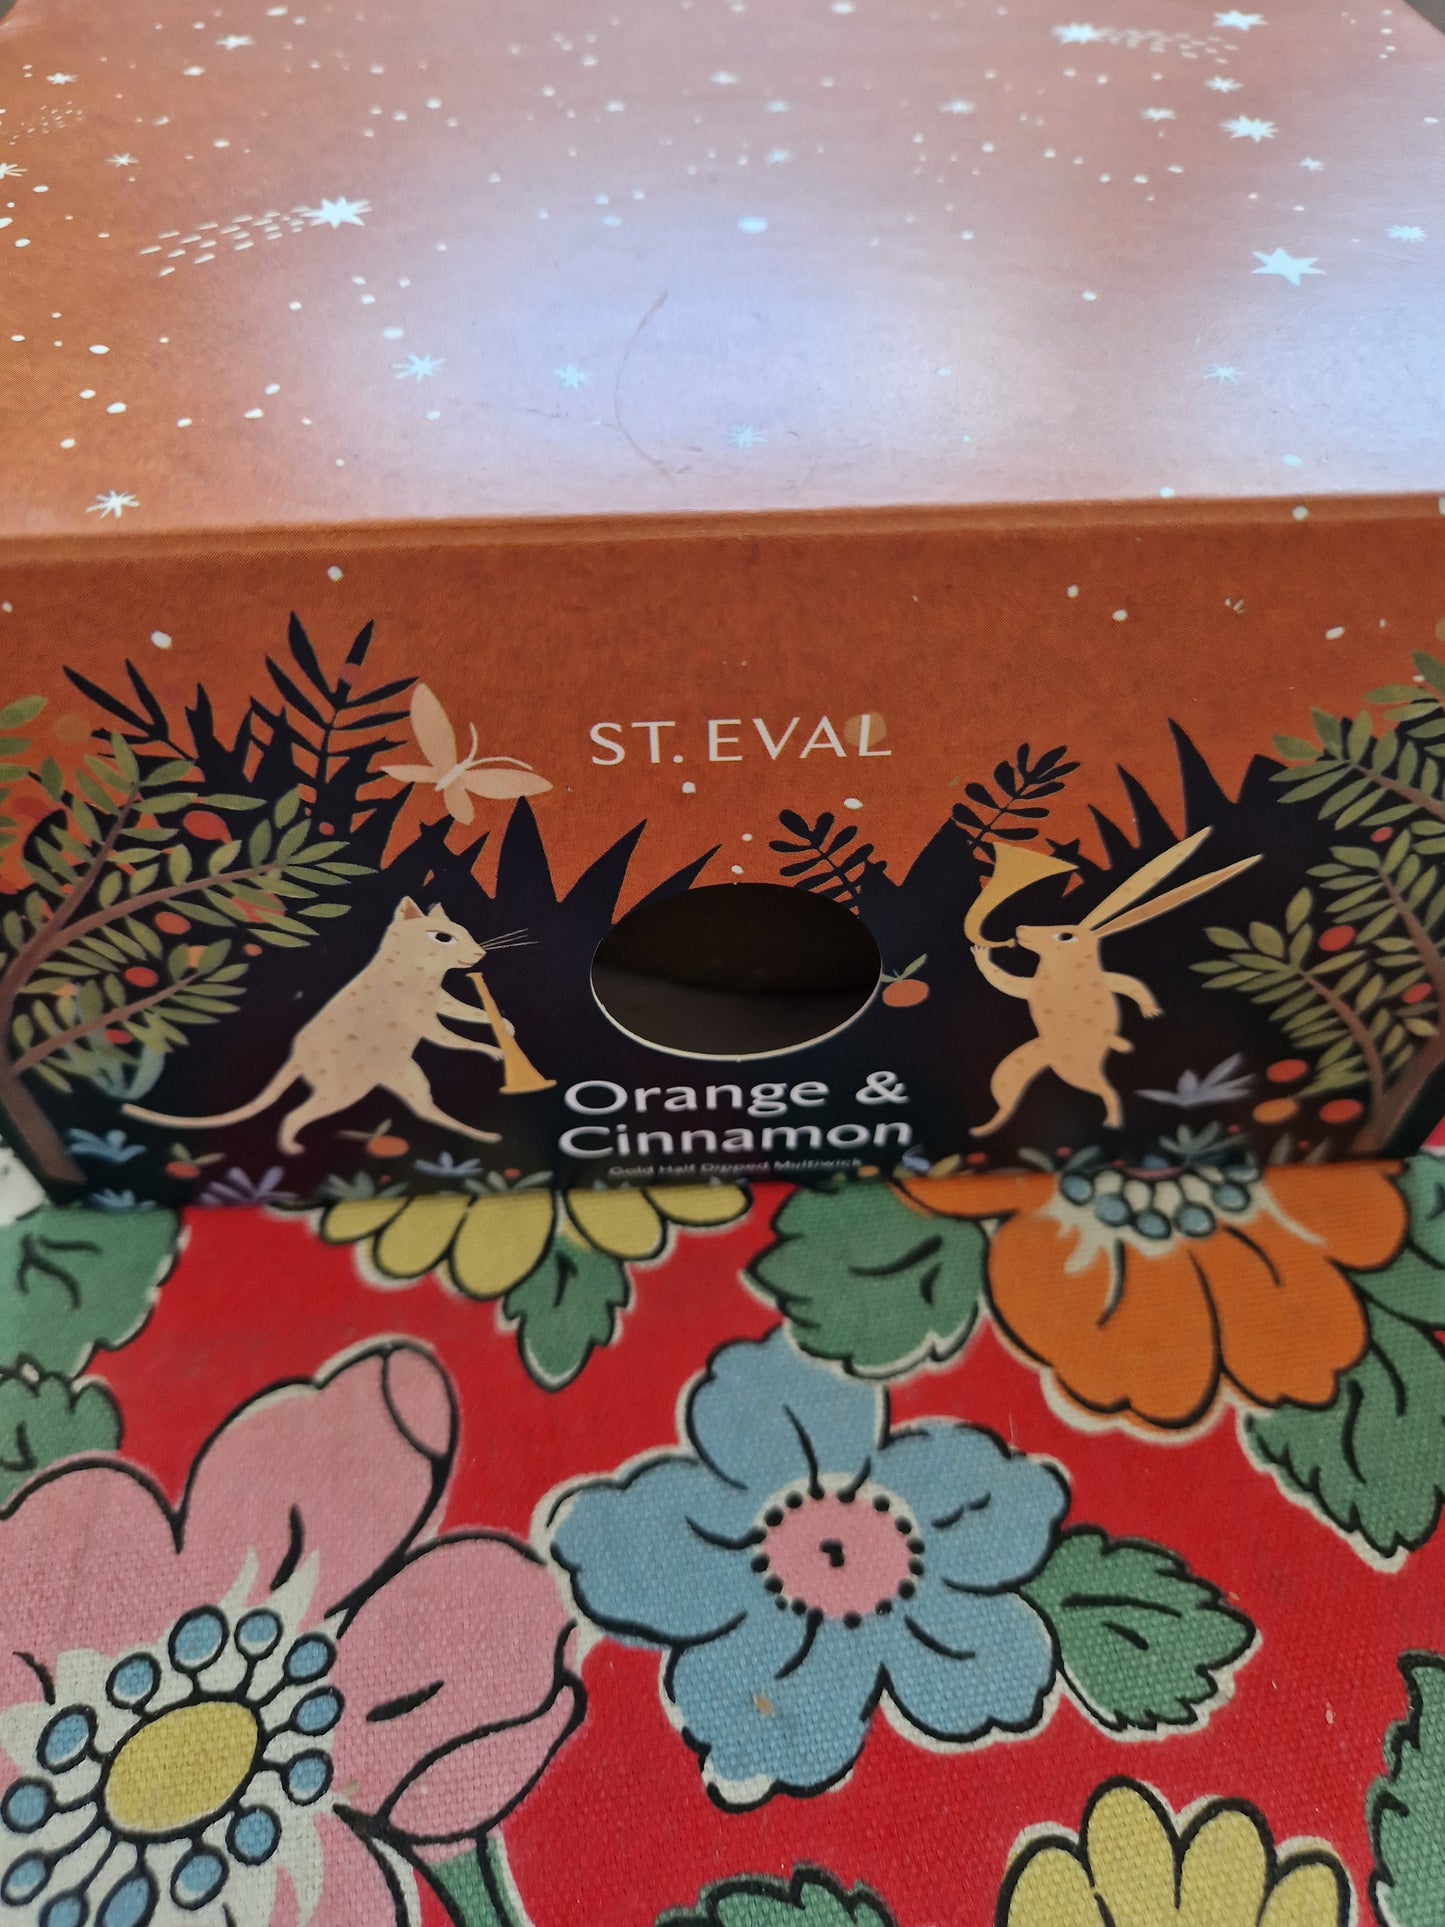 ST. EVAL
Orange &
Cinnamon
Gold Half Dipped Multiwick